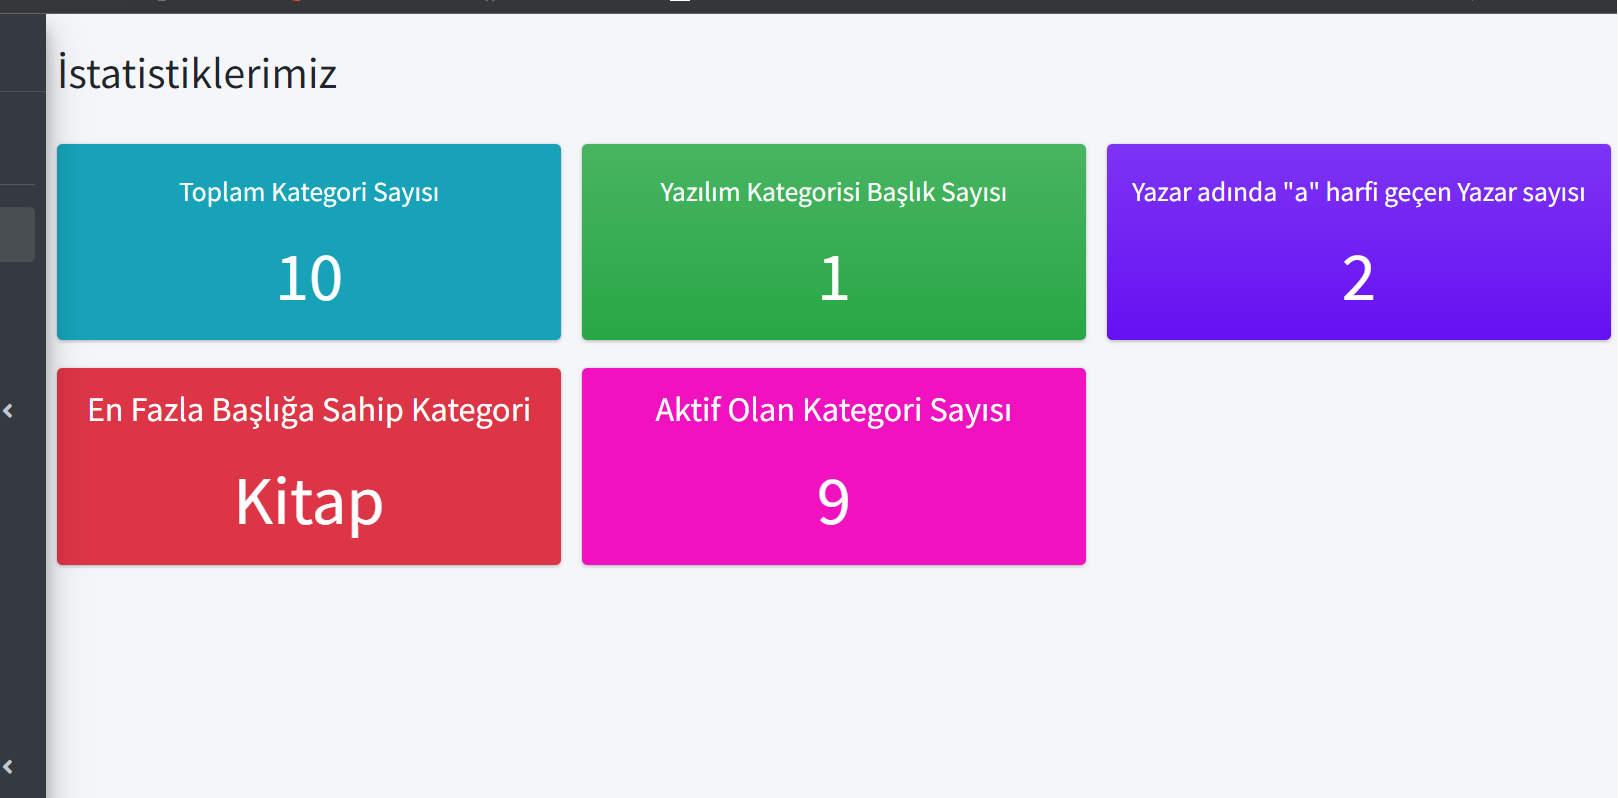 İstatistiklerimiz
Toplam Kategori Sayısı
10
Yazılım Kategorisi Başlık Sayısı
1
Yazar adında "a" harfi geçen Yazar sayısı
2
En Fazla Başlığa Sahip Kategori
Kitap
Aktif Olan Kategori Sayısı
9